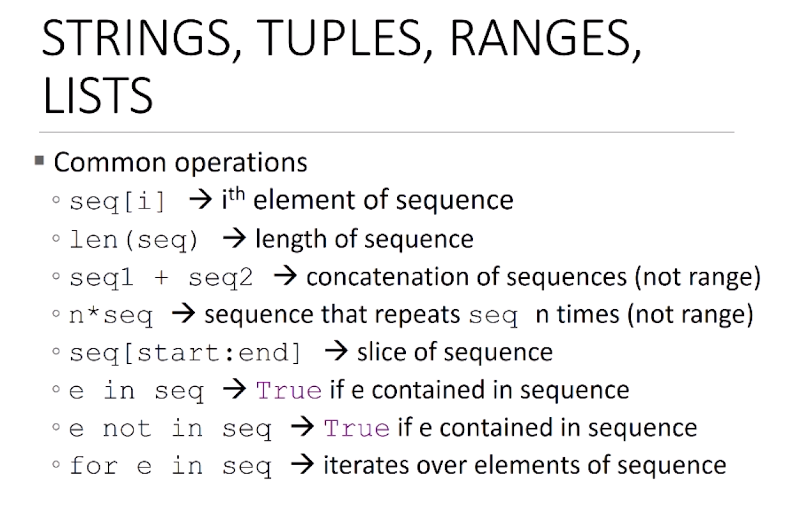 STRINGS, TUPLES, RANGES,
LISTS
▪ Common operations
◦ seq[i] → ith element of sequence
◦ len(seq) → length of sequence
◦ seq1 + seq2 → concatenation of sequences (not range)
◦ n*seq → sequence that repeats seq n times (not range)
◦ seq[start:end] → slice of sequence
◦ e in seq → True if e contained in sequence
◦ e not in seq → True if e contained in sequence
◦ for e in seq → iterates over elements of sequence